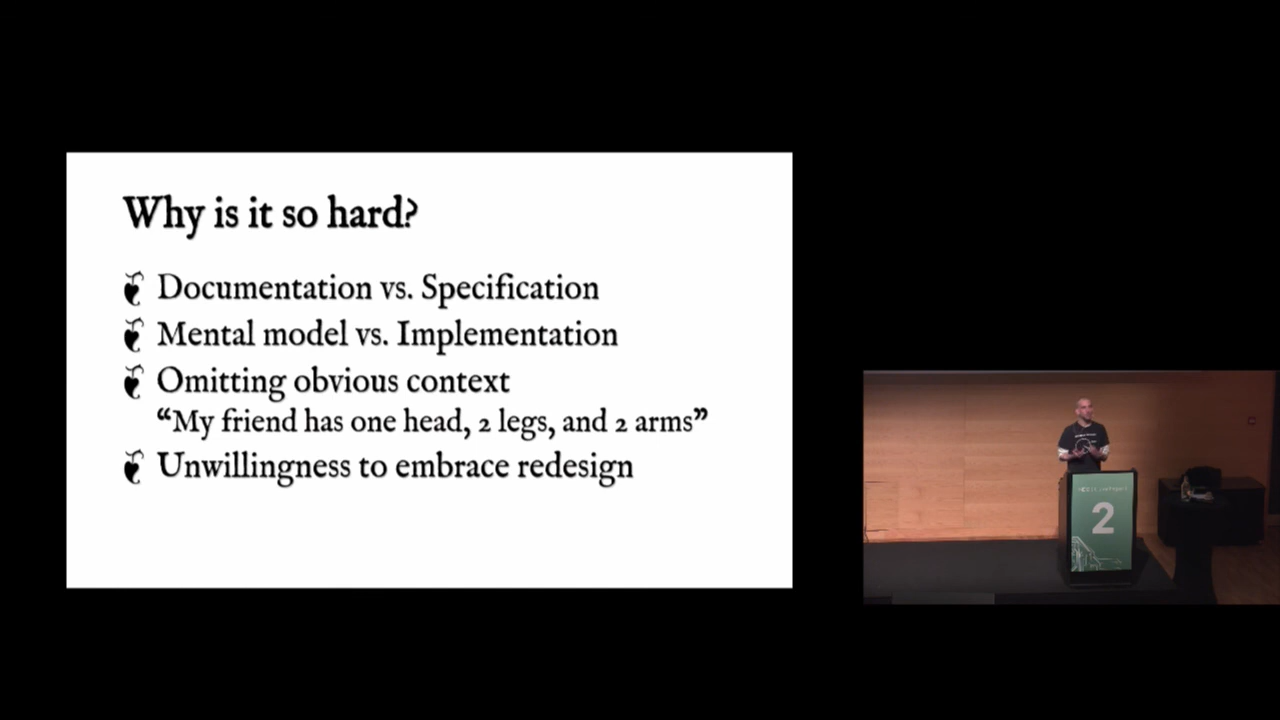 Why is it so hard?
Documentation vs. Specification
Mental model vs. Implementation
Omitting obvious context
“My friend has one head, 2 legs, and 2 arms”
Unwillingness to embrace redesign
2